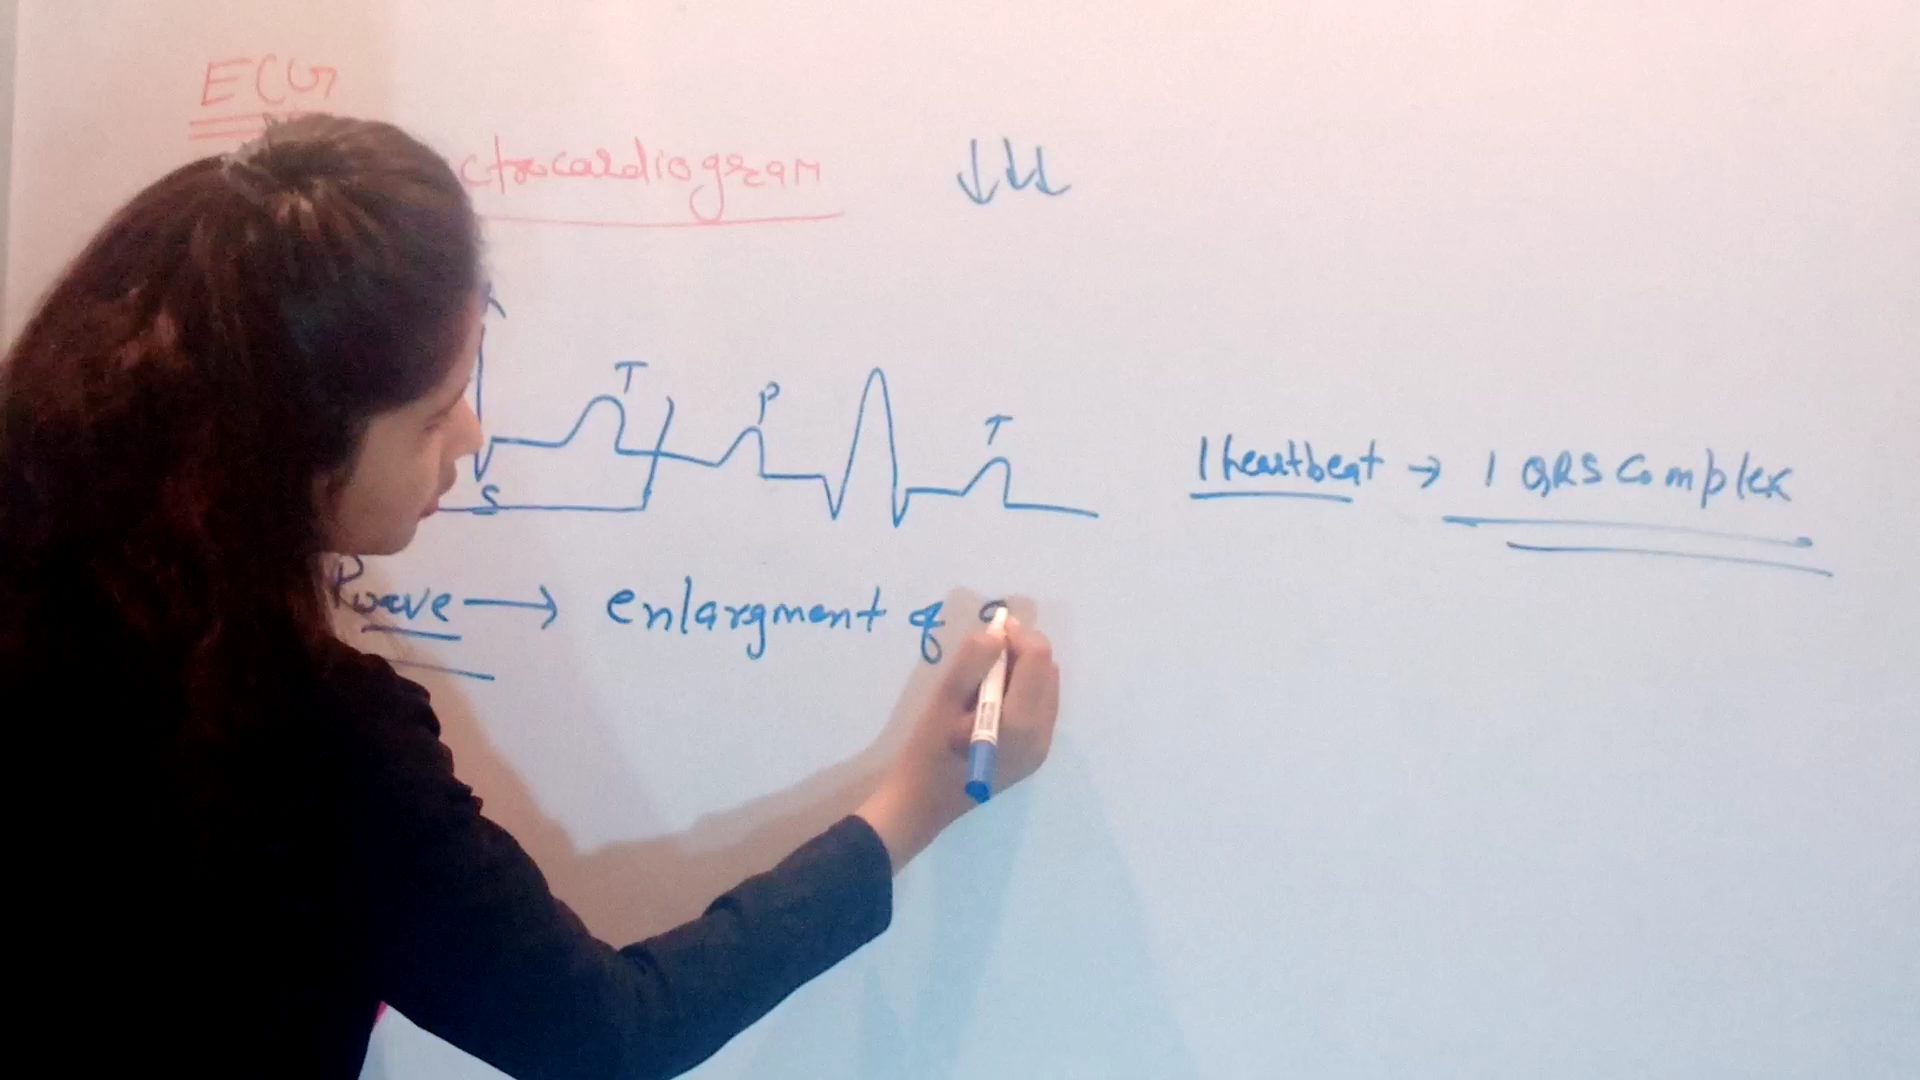 ECG
ctrocardiogram
T
P
T
S
1 heartbeat → 1 QRS Complex
P wave → enlargment of a